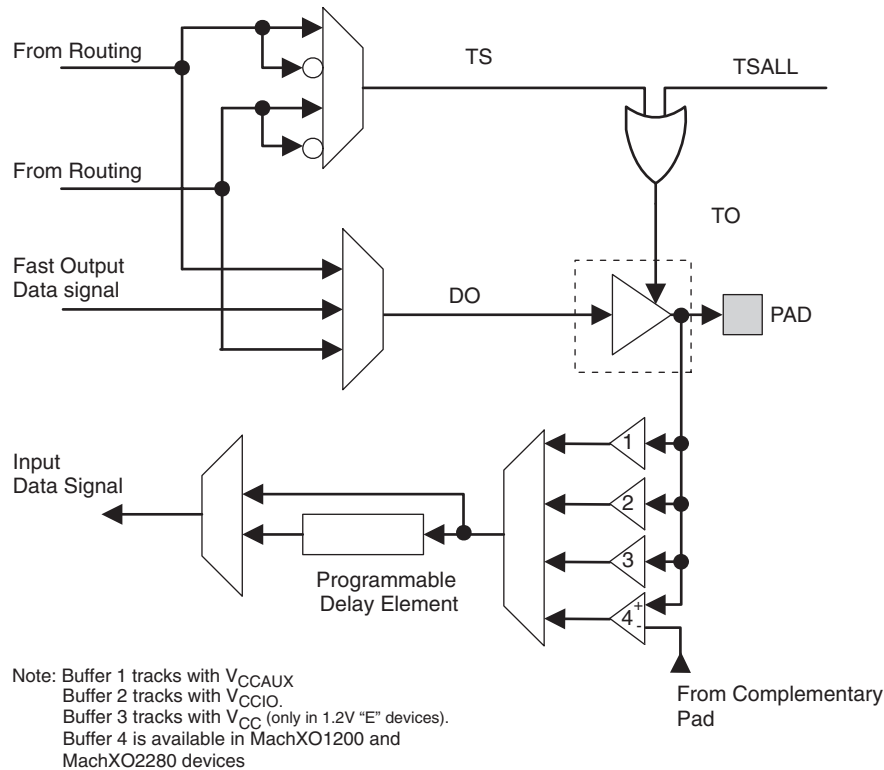 From Routing
TS
TSALL
From Routing
TO
Fast Output
Data signal
DO
PAD
Input
Data Signal
1
2
3
4
+
-
Programmable
Delay Element
From Complementary
Pad
Note: Buffer 1 tracks with VCCAUX
Buffer 2 tracks with VCCIO.
Buffer 3 tracks with VCC (only in 1.2V “E” devices).
Buffer 4 is available in MachXO1200 and
MachXO2280 devices